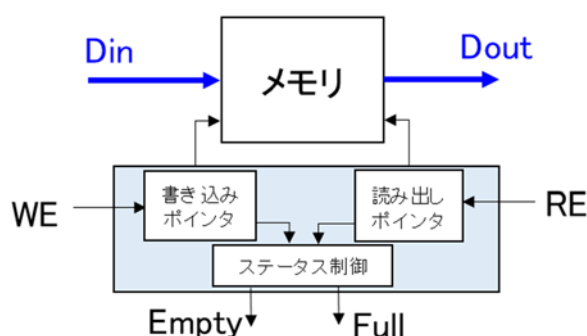 Din
Dout
メモリ
書き込み
ポインタ
読み出し
ポインタ
WE
RE
ステータス制御
Empty
Full